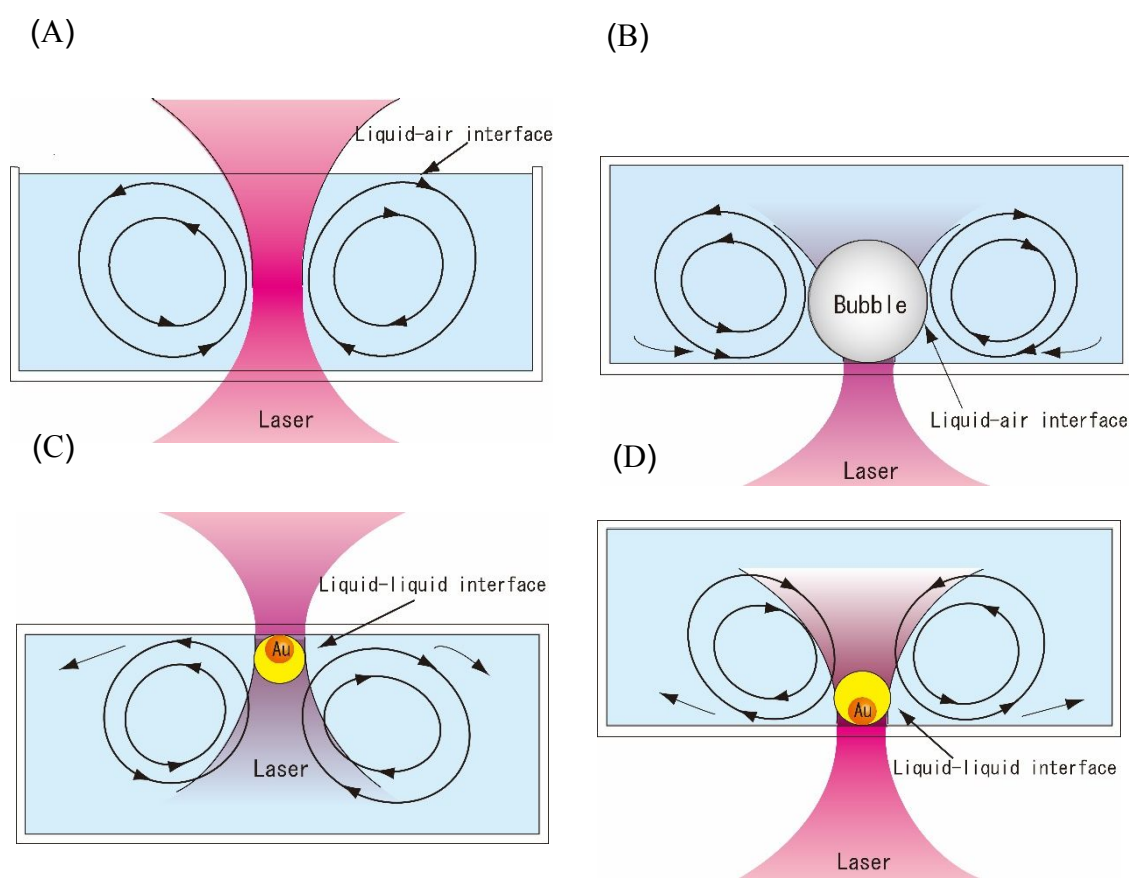 (A)
Liquid-air interface
Laser
(B)
Bubble
Liquid-air interface
Laser
(C)
Liquid-liquid interface
Au
Laser
(D)
Au
Liquid-liquid interface
Laser